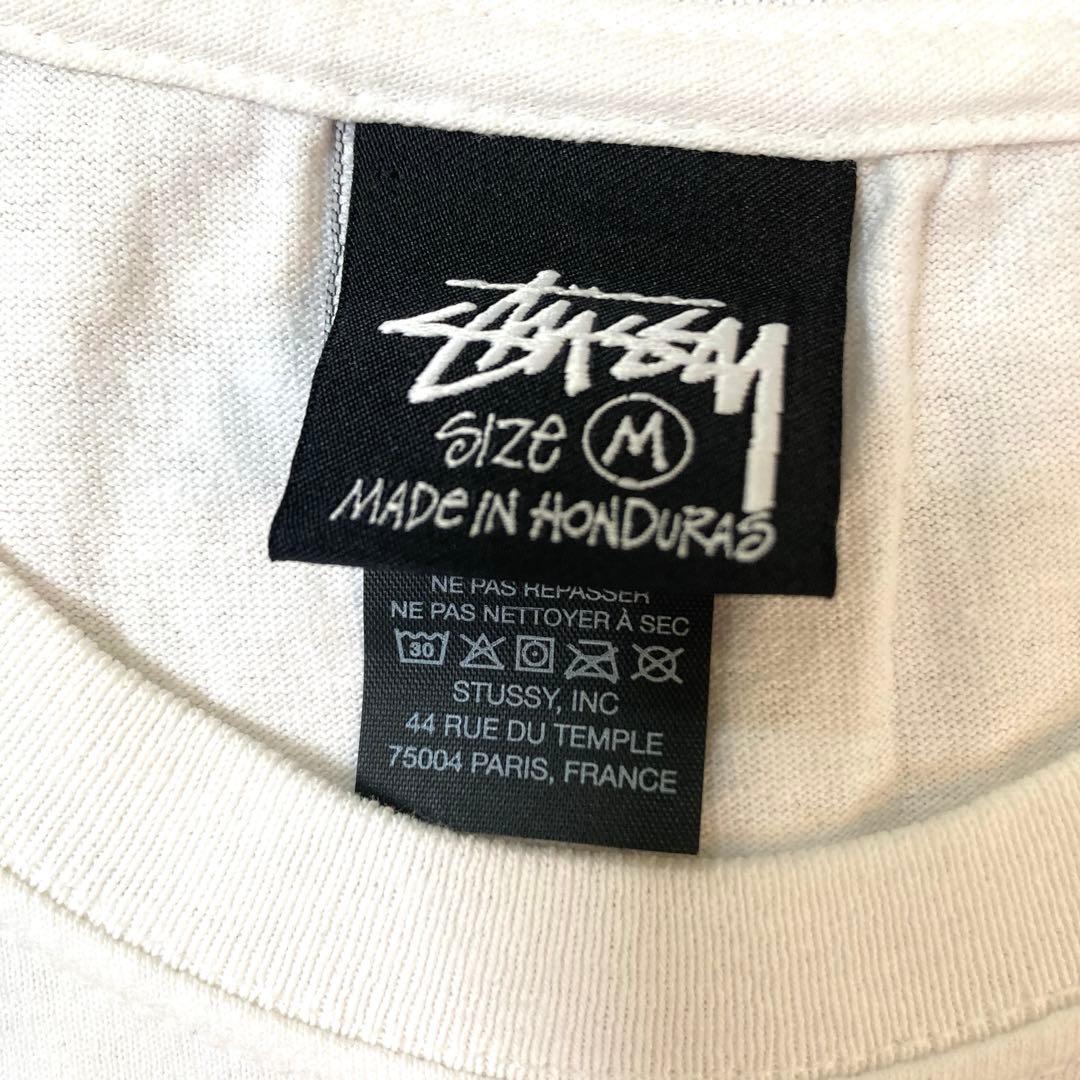 Stüssy
Size M
MADe iN HONDURAS
NE PAS REPASSER
NE PAS NETTOYER À SEC
30
STUSSY, INC
44 RUE DU TEMPLE
75004 PARIS, FRANCE